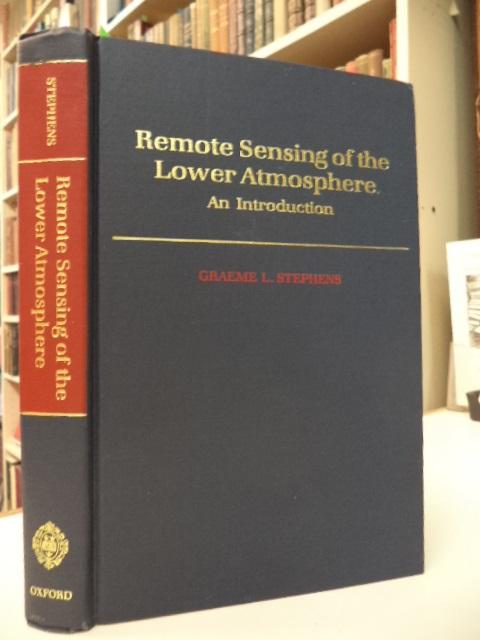 STEPHENS
Remote Sensing of the
Lower Atmosphere
OXFORD
Remote Sensing of the
Lower Atmosphere
An Introduction
GRAEME L. STEPHENS